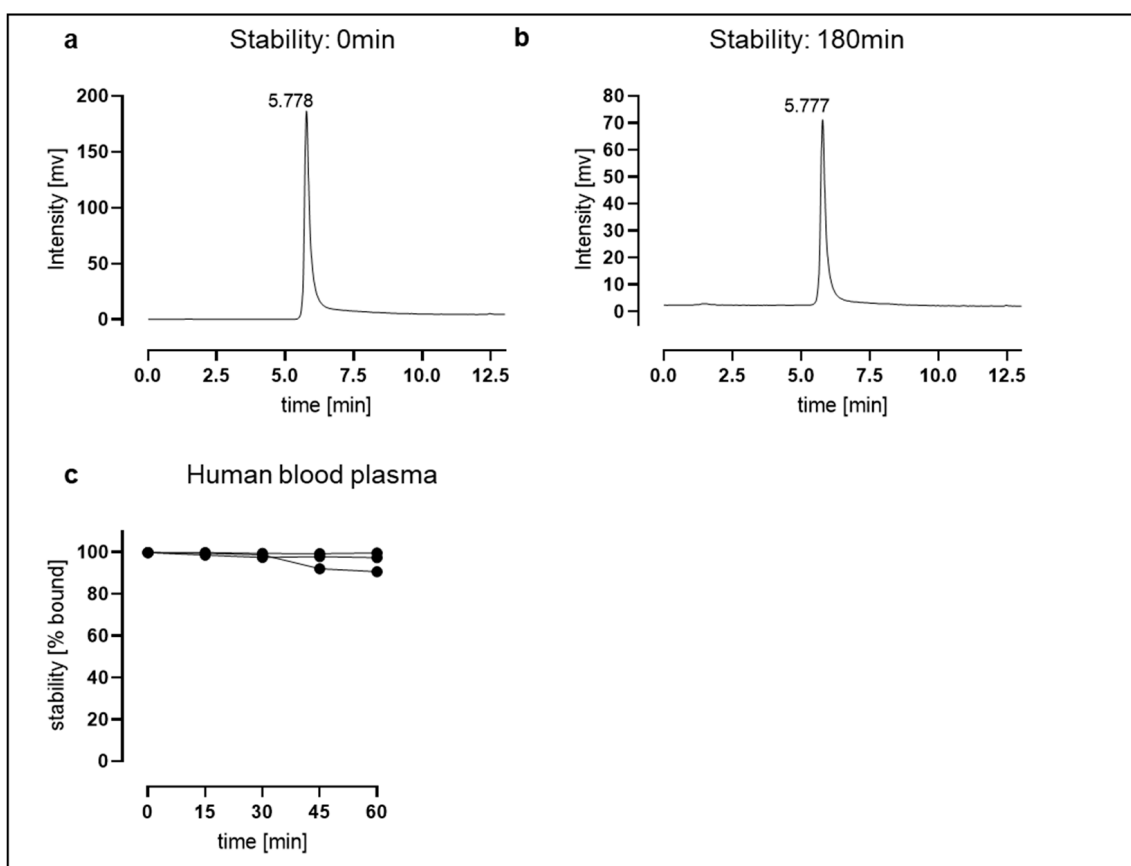 a
Stability: 0min
5.778
Intensity [mv]
200
150
100
50
0
0.0 2.5 5.0 7.5 10.0 12.5
time [min]
b
Stability: 180min
5.777
Intensity [mv]
80
70
60
50
40
30
20
10
0
0.0 2.5 5.0 7.5 10.0 12.5
time [min]
c
Human blood plasma
stability [% bound]
100
80
60
40
20
0
0 15 30 45 60
time [min]